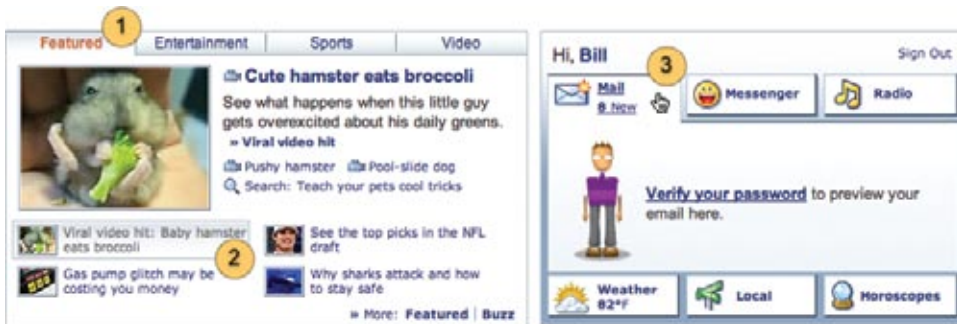 1
Featured Entertainment Sports Video
Cute hamster eats broccoli
See what happens when this little guy
gets overexcited about his daily greens.
» Viral video hit
Pushy hamster Pool-slide dog
Search: Teach your pets cool tricks
Viral video hit: Baby hamster
eats broccoli
2
See the top picks in the NFL
draft
Gas pump glitch may be
costing you money
Why sharks attack and how
to stay safe
» More: Featured | Buzz
Hi, Bill
Sign Out
3
Mail
8 New
Messenger
Radio
Verify your password to preview your
email here.
Weather
82°F
Local
Horoscopes